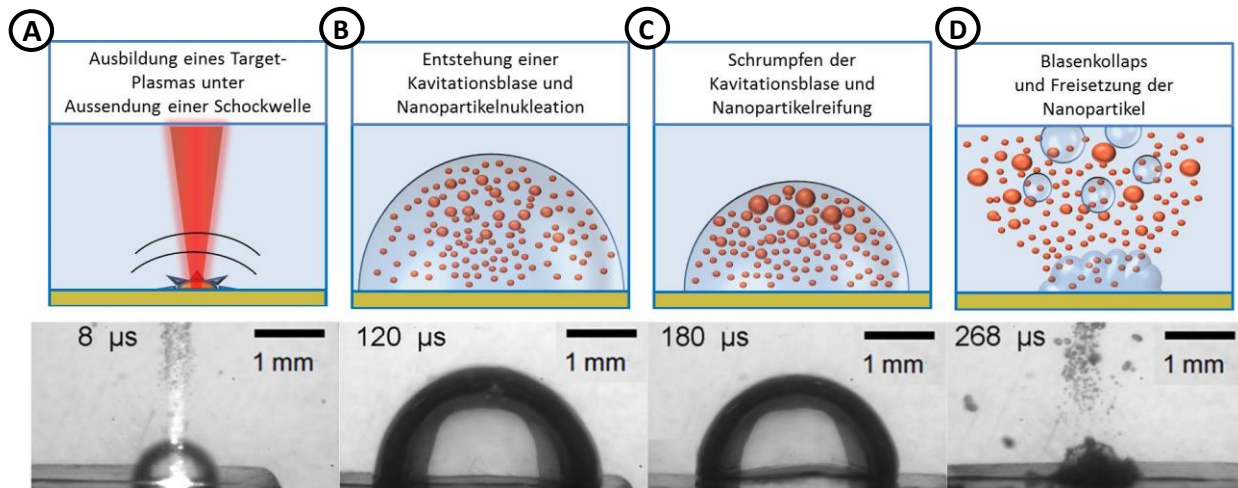 A
Ausbildung eines Target-
Plasmas unter
Aussendung einer Schockwelle
B
Entstehung einer
Kavitationsblase und
Nanopartikelnukleation
C
Schrumpfen der
Kavitationsblase und
Nanopartikelreifung
D
Blasenkollaps
und Freisetzung der
Nanopartikel
8 µs
1 mm
120 µs
1 mm
180 µs
1 mm
268 µs
1 mm